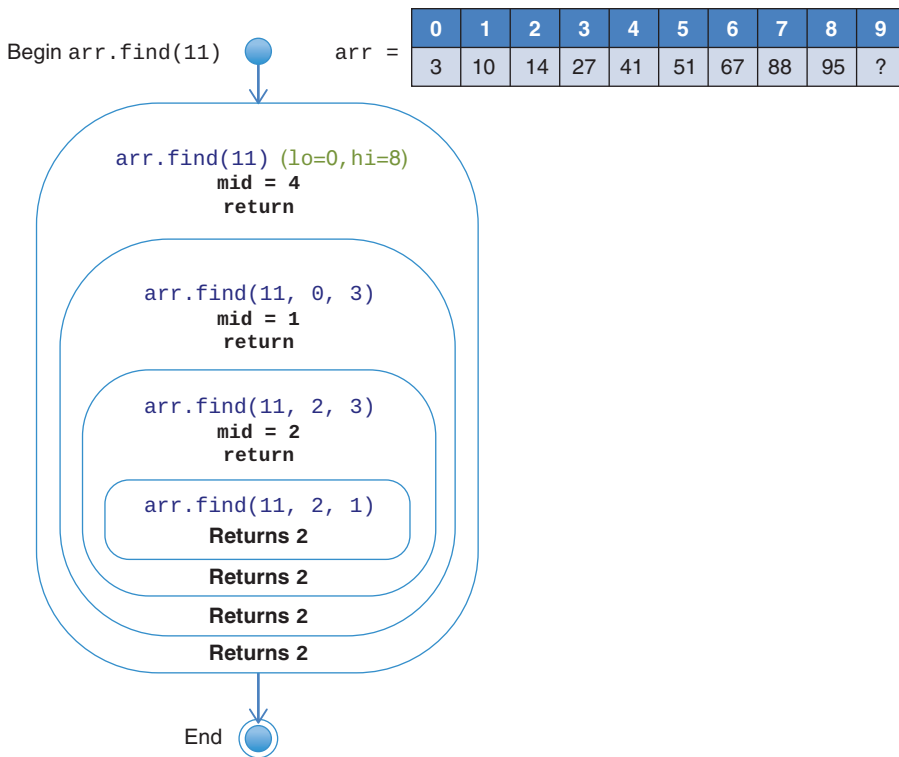 Begin arr.find(11)
arr =
0 1 2 3 4 5 6 7 8 9
3 10 14 27 41 51 67 88 95 ?
arr.find(11) (lo=0,hi=8)
mid = 4
return
arr.find(11, 0, 3)
mid = 1
return
arr.find(11, 2, 3)
mid = 2
return
arr.find(11, 2, 1)
Returns 2
Returns 2
Returns 2
Returns 2
End